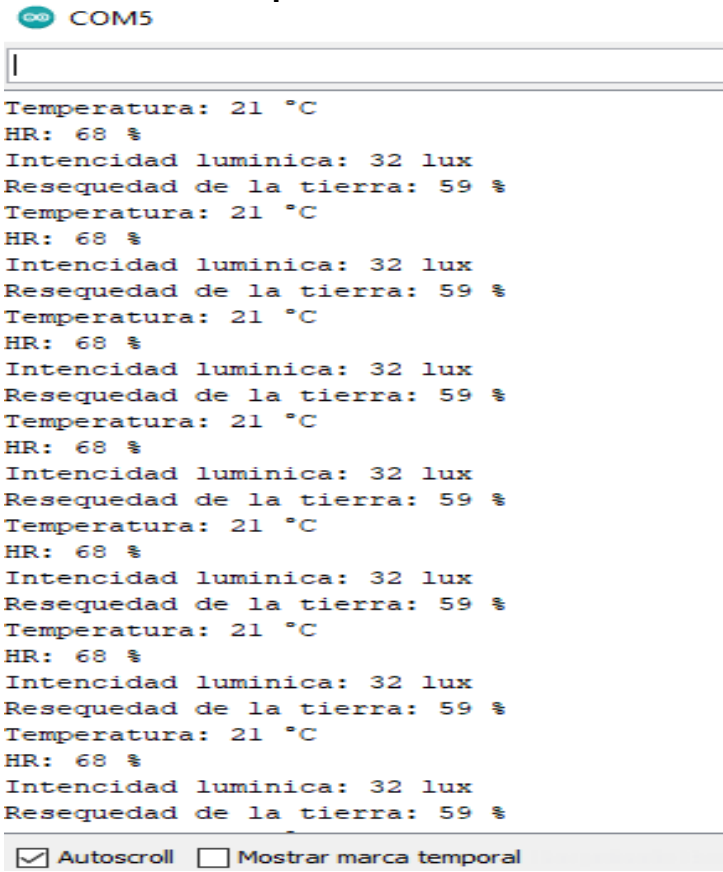 COM5
Temperatura: 21 °C
HR: 68 %
Intencidad luminica: 32 lux
Resequedad de la tierra: 59 %
Temperatura: 21 °C
HR: 68 %
Intencidad luminica: 32 lux
Resequedad de la tierra: 59 %
Temperatura: 21 °C
HR: 68 %
Intencidad luminica: 32 lux
Resequedad de la tierra: 59 %
Temperatura: 21 °C
HR: 68 %
Intencidad luminica: 32 lux
Resequedad de la tierra: 59 %
Temperatura: 21 °C
HR: 68 %
Intencidad luminica: 32 lux
Resequedad de la tierra: 59 %
Temperatura: 21 °C
HR: 68 %
Intencidad luminica: 32 lux
Resequedad de la tierra: 59 %
Temperatura: 21 °C
HR: 68 %
Intencidad luminica: 32 lux
Resequedad de la tierra: 59 %
Autoscroll Mostrar marca temporal